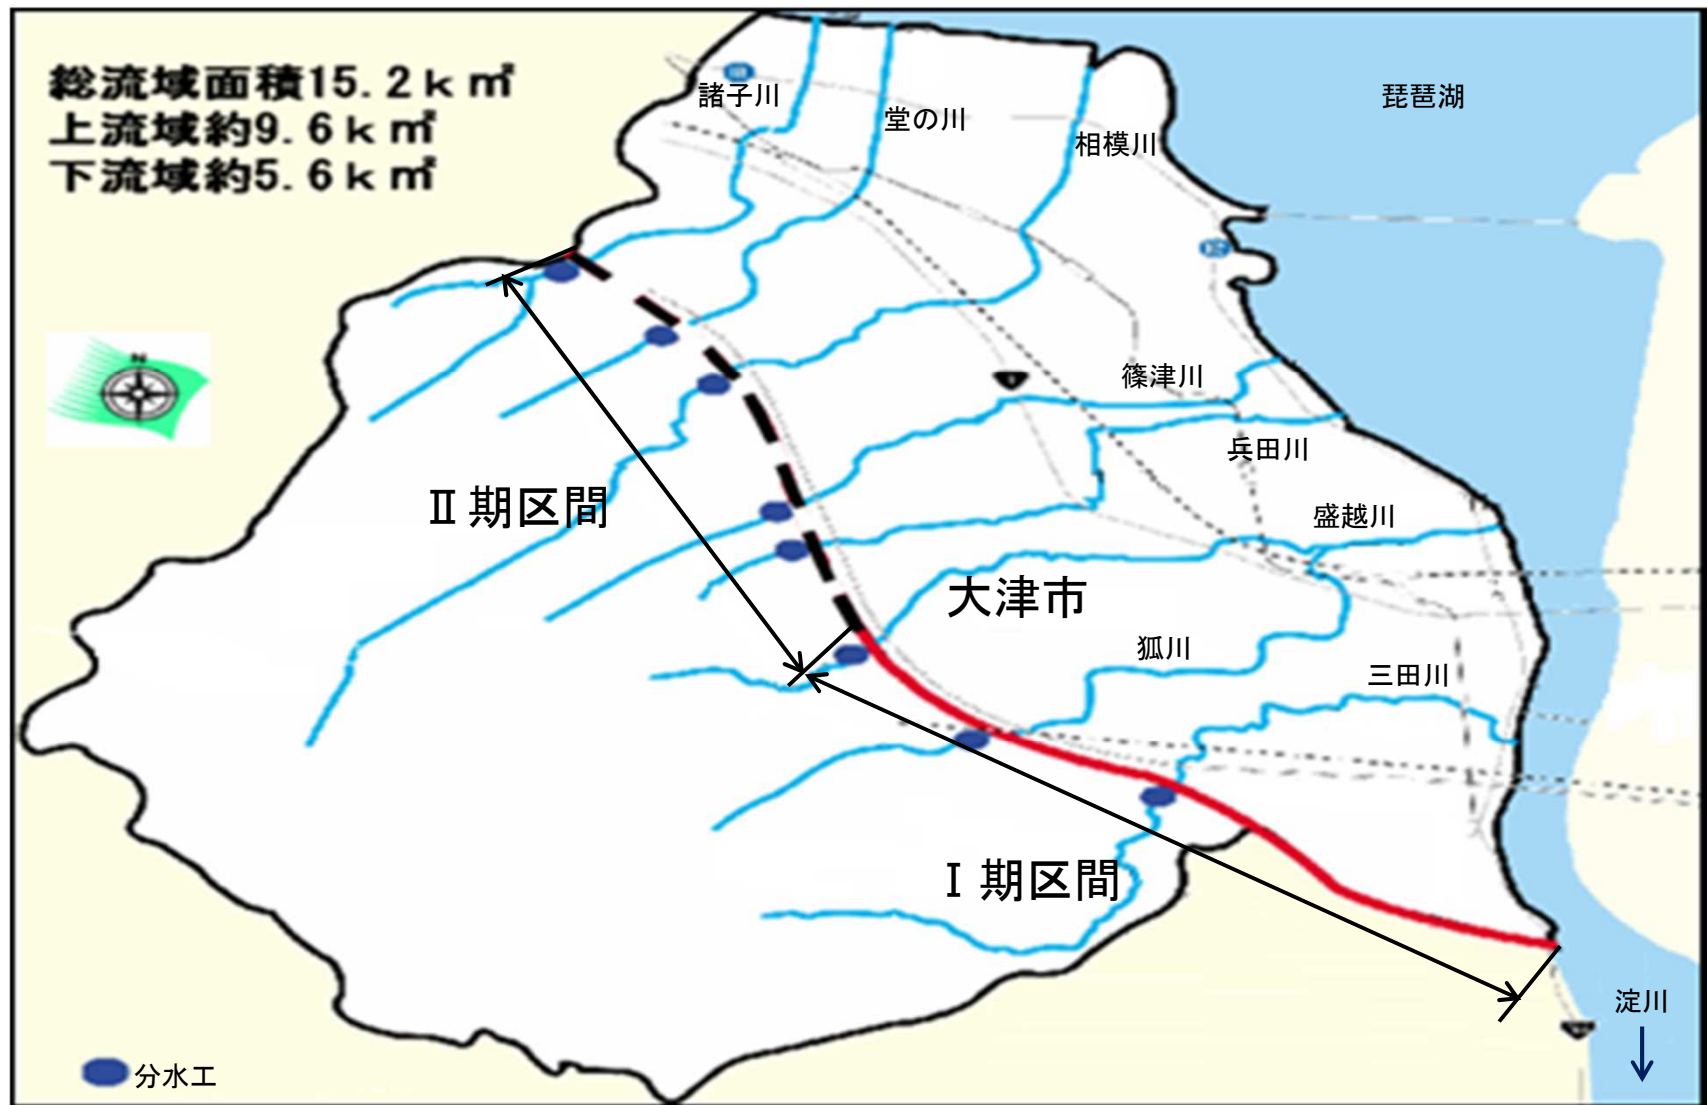 総流域面積15.2ｋ㎡
上流域約9.6ｋ㎡
下流域約5.6ｋ㎡
琵琶湖
諸子川
堂の川
相模川
N
篠津川
兵田川
Ⅱ期区間
盛越川
大津市
狐川
三田川
Ⅰ期区間
淀川
分水工